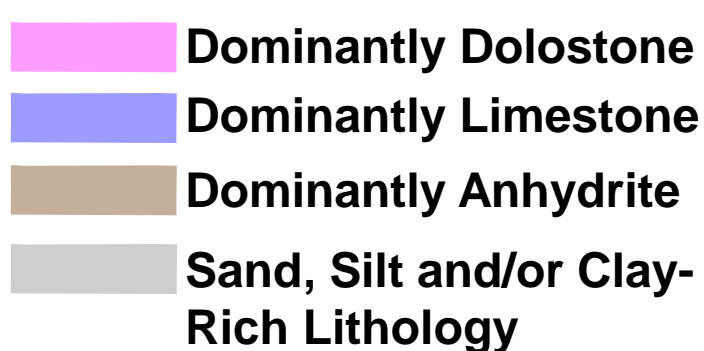 Dominantly Dolostone
Dominantly Limestone
Dominantly Anhydrite
Sand, Silt and/or Clay-
Rich Lithology